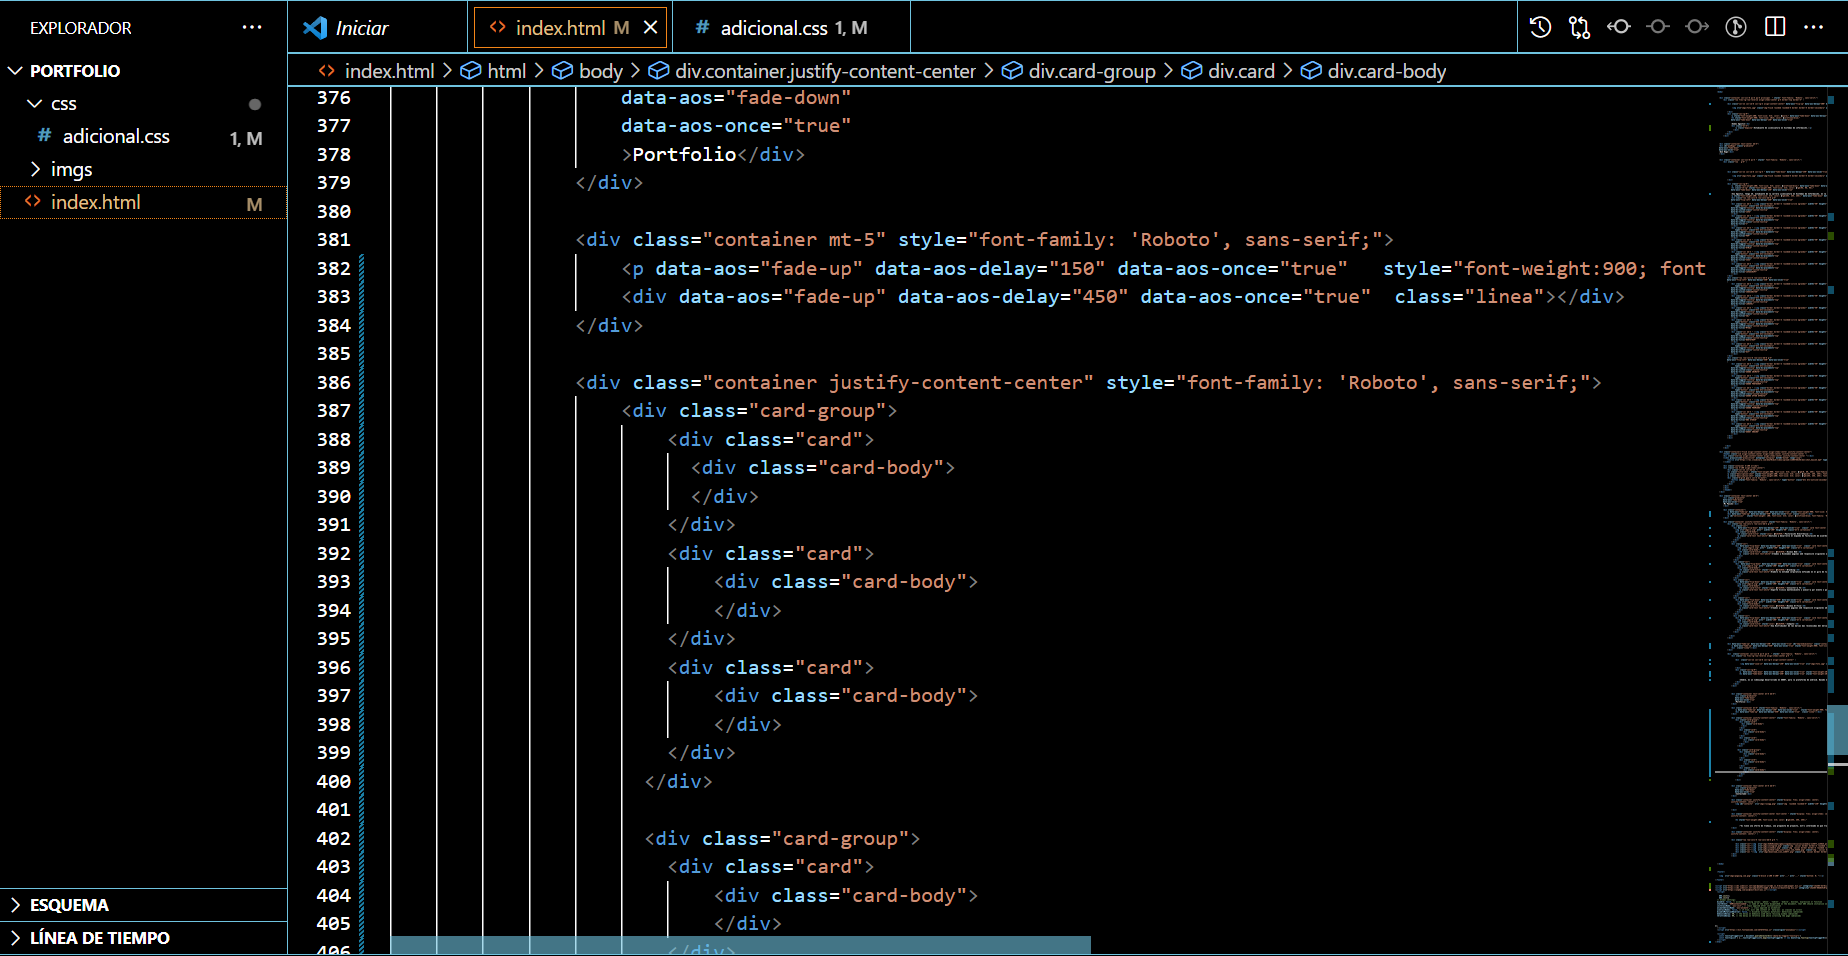 EXPLORADOR ···
PORTFOLIO
css
# adicional.css 1, M
imgs
<> index.html M
ESQUEMA
LÍNEA DE TIEMPO
Iniciar <> index.html M × # adicional.css 1, M ···
<> index.html > html > body > div.container.justify-content-center > div.card-group > div.card > div.card-body
376 data-aos="fade-down"
377 data-aos-once="true"
378 >Portfolio</div>
379 </div>
380
381 <div class="container mt-5" style="font-family: 'Roboto', sans-serif;">
382 <p data-aos="fade-up" data-aos-delay="150" data-aos-once="true" style="font-weight:900; font
383 <div data-aos="fade-up" data-aos-delay="450" data-aos-once="true" class="linea"></div>
384 </div>
385
386 <div class="container justify-content-center" style="font-family: 'Roboto', sans-serif;">
387 <div class="card-group">
388 <div class="card">
389 <div class="card-body">
390 </div>
391 </div>
392 <div class="card">
393 <div class="card-body">
394 </div>
395 </div>
396 <div class="card">
397 <div class="card-body">
398 </div>
399 </div>
400 </div>
401
402 <div class="card-group">
403 <div class="card">
404 <div class="card-body">
405 </div>
406 </div>